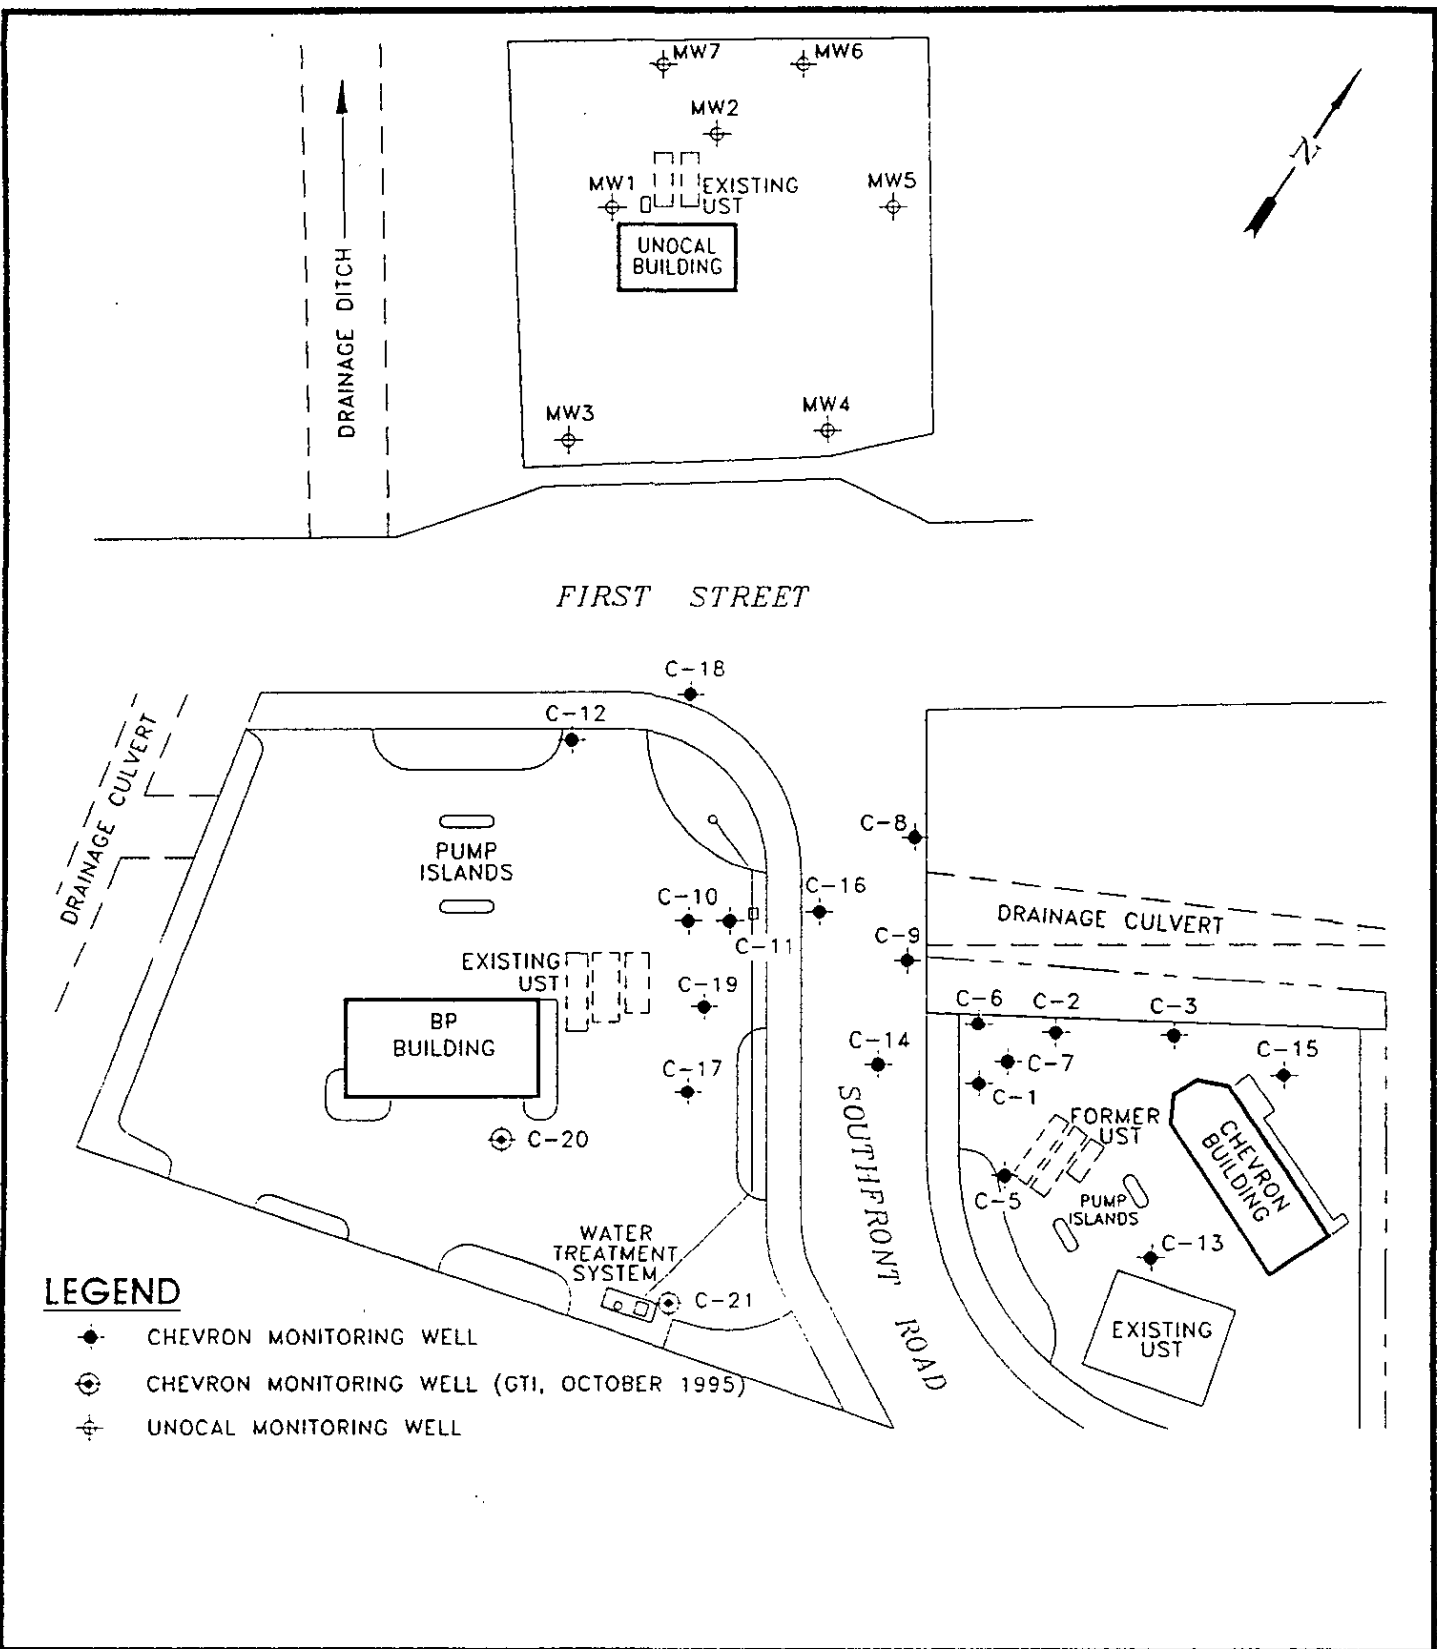 MW7
MW6
MW2
MW1
EXISTING
UST
MW5
UNOCAL
BUILDING
N
DRAINAGE DITCH
MW3
MW4
FIRST STREET
C-18
C-12
DRAINAGE CULVERT
PUMP
ISLANDS
C-8
C-10
C-16
C-11
DRAINAGE CULVERT
C-9
EXISTING
UST
C-19
C-6
C-2
C-3
BP
BUILDING
C-14
C-7
C-15
C-17
C-1
SOUTHFRONT ROAD
FORMER
UST
CHEVRON
BUILDING
C-20
C-5
PUMP
ISLANDS
C-13
WATER
TREATMENT
SYSTEM
C-21
EXISTING
UST
LEGEND
CHEVRON MONITORING WELL
CHEVRON MONITORING WELL (GTI, OCTOBER 1995)
UNOCAL MONITORING WELL